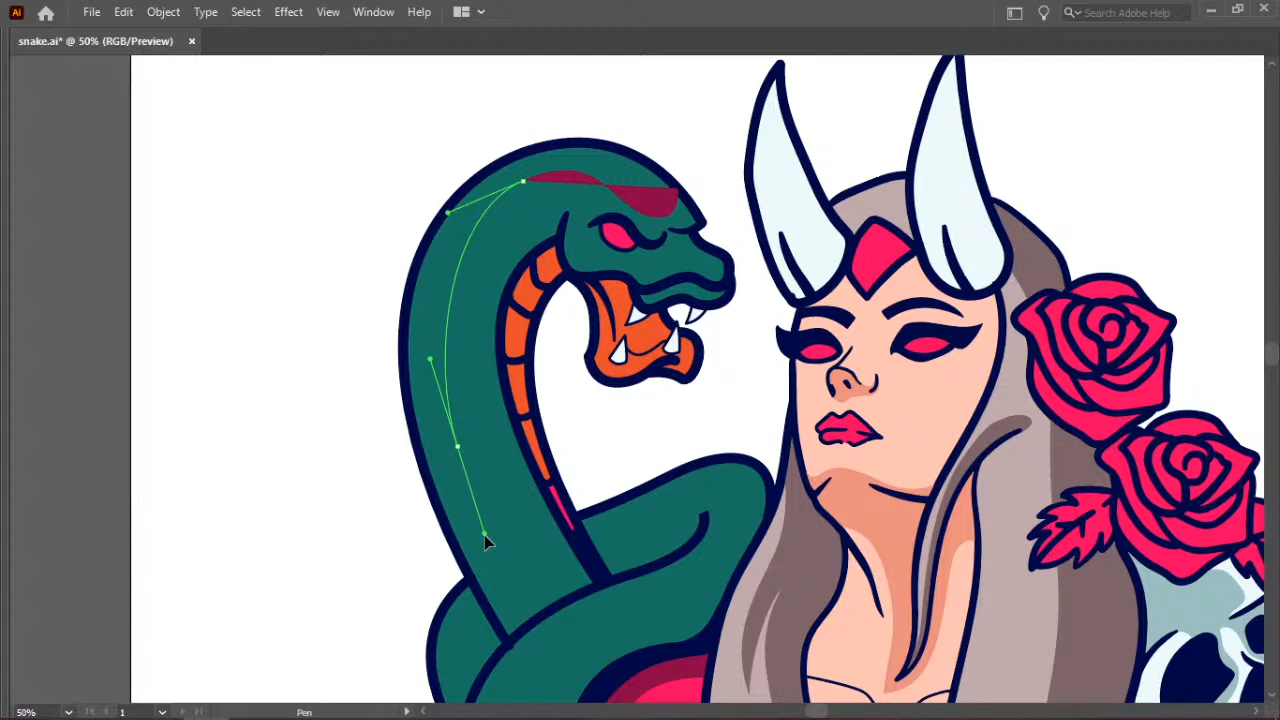 Ai File Edit Object Type Select Effect View Window Help Search Adobe Help
snake.ai* @ 50% (RGB/Preview) ×
50% 1 Pen